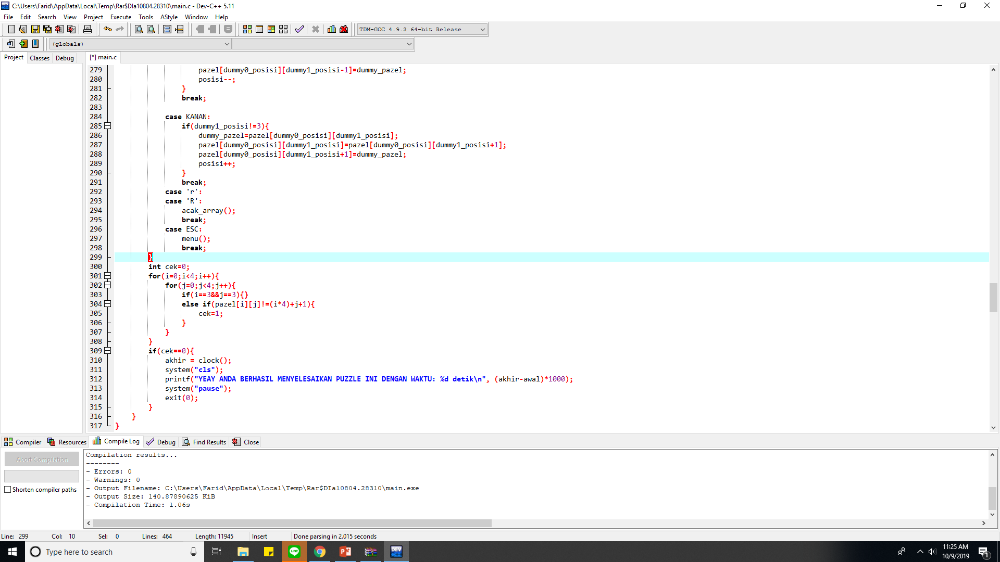 C:\Users\Farid\AppData\Local\Temp\Rar$DIa10804.28310\main.c - Dev-C++ 5.11
File Edit Search View Project Execute Tools AStyle Window Help
TDM-GCC 4.9.2 64-bit Release
(globals)
Project Classes Debug [*] main.c
279 pazel[dummy0_posisi][dummy1_posisi-1]=dummy_pazel;
280 posisi--;
281 }
282 break;
283
284 case KANAN:
285 if(dummy1_posisi!=3){
286 dummy_pazel=pazel[dummy0_posisi][dummy1_posisi];
287 pazel[dummy0_posisi][dummy1_posisi]=pazel[dummy0_posisi][dummy1_posisi+1];
288 pazel[dummy0_posisi][dummy1_posisi+1]=dummy_pazel;
289 posisi++;
290 }
291 break;
292 case 'r':
293 case 'R':
294 acak_array();
295 break;
296 case ESC:
297 menu();
298 break;
299 }
300 int cek=0;
301 for(i=0;i<4;i++){
302 for(j=0;j<4;j++){
303 if(i==3&&j==3){}
304 else if(pazel[i][j]!=(i*4)+j+1){
305 cek=1;
306 }
307 }
308 }
309 if(cek==0){
310 akhir = clock();
311 system("cls");
312 printf("YEAY ANDA BERHASIL MENYELESAIKAN PUZZLE INI DENGAN WAKTU: %d detik\n", (akhir-awal)*1000);
313 system("pause");
314 exit(0);
315 }
316 }
317 }
Compiler Resources Compile Log Debug Find Results Close
Abort Compilation
Shorten compiler paths
Compilation results...
--------
- Errors: 0
- Warnings: 0
- Output Filename: C:\Users\Farid\AppData\Local\Temp\Rar$DIa10804.28310\main.exe
- Output Size: 140.87890625 KiB
- Compilation Time: 1.06s
Line: 299 Col: 10 Sel: 0 Lines: 464 Length: 11945 Insert Done parsing in 2.015 seconds
Type here to search
LINE
DEV
11:25 AM
10/9/2019
1